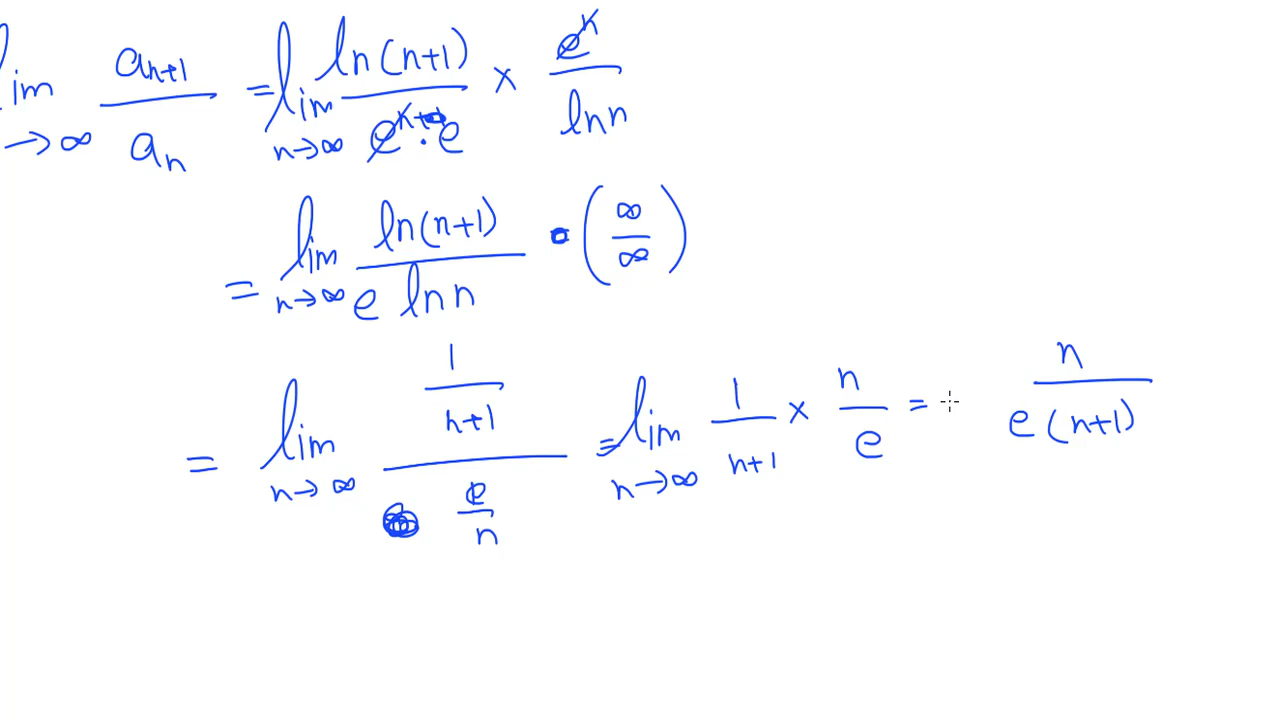 lim n→∞ a_{n+1}/a_n = lim n→∞ ln(n+1)/(e^n · e) × e^n/ln n
= lim n→∞ ln(n+1)/(e ln n) · (∞/∞)
= lim n→∞ (1/(n+1))/(e/n) = lim n→∞ 1/(n+1) × n/e = n/(e(n+1))